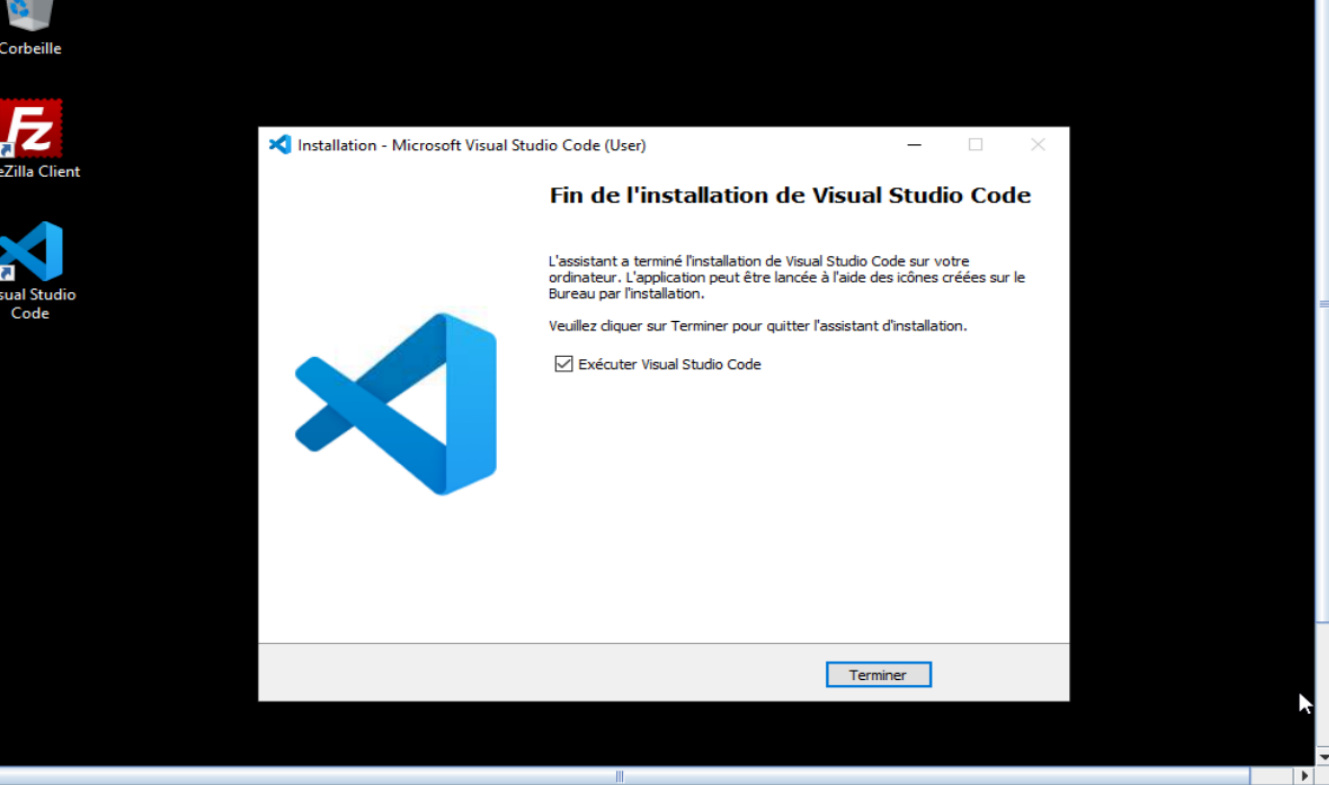 Corbeille
Installation - Microsoft Visual Studio Code (User)
Fin de l'installation de Visual Studio Code
eZilla Client
L'assistant a terminé l'installation de Visual Studio Code sur votre
ordinateur. L'application peut être lancée à l'aide des icônes créées sur le
Bureau par l'installation.
sual Studio
Code
Veuillez cliquer sur Terminer pour quitter l'assistant d'installation.
Exécuter Visual Studio Code
Terminer